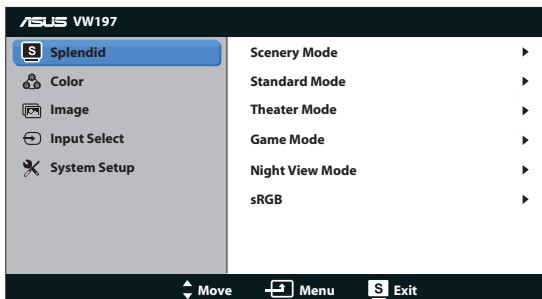 ASUS VW197
S Splendid
Color
Image
Input Select
System Setup
Scenery Mode
Standard Mode
Theater Mode
Game Mode
Night View Mode
sRGB
Move Menu S Exit